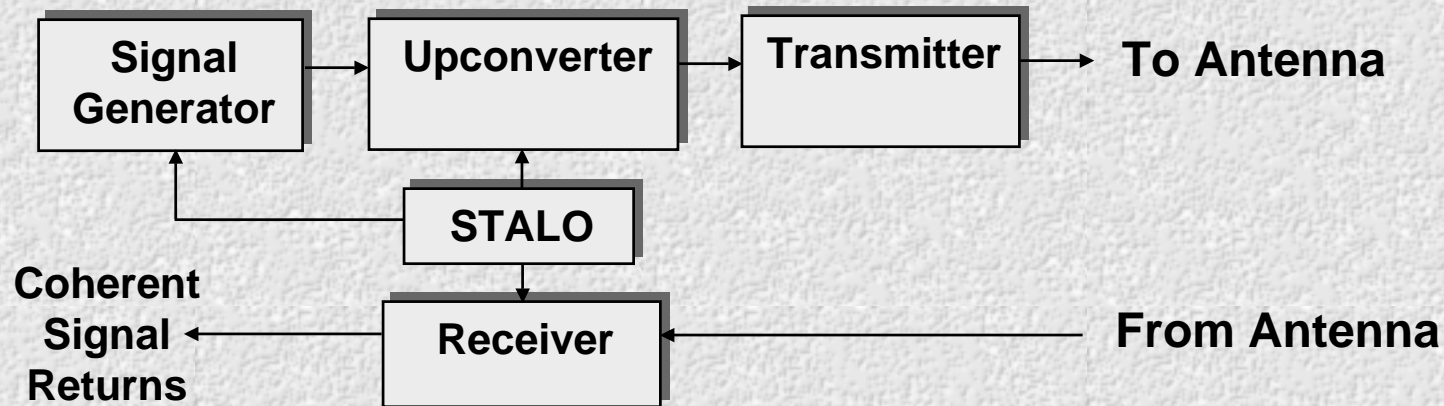 Signal
Generator
Upconverter
Transmitter
To Antenna
STALO
Coherent
Signal
Returns
Receiver
From Antenna